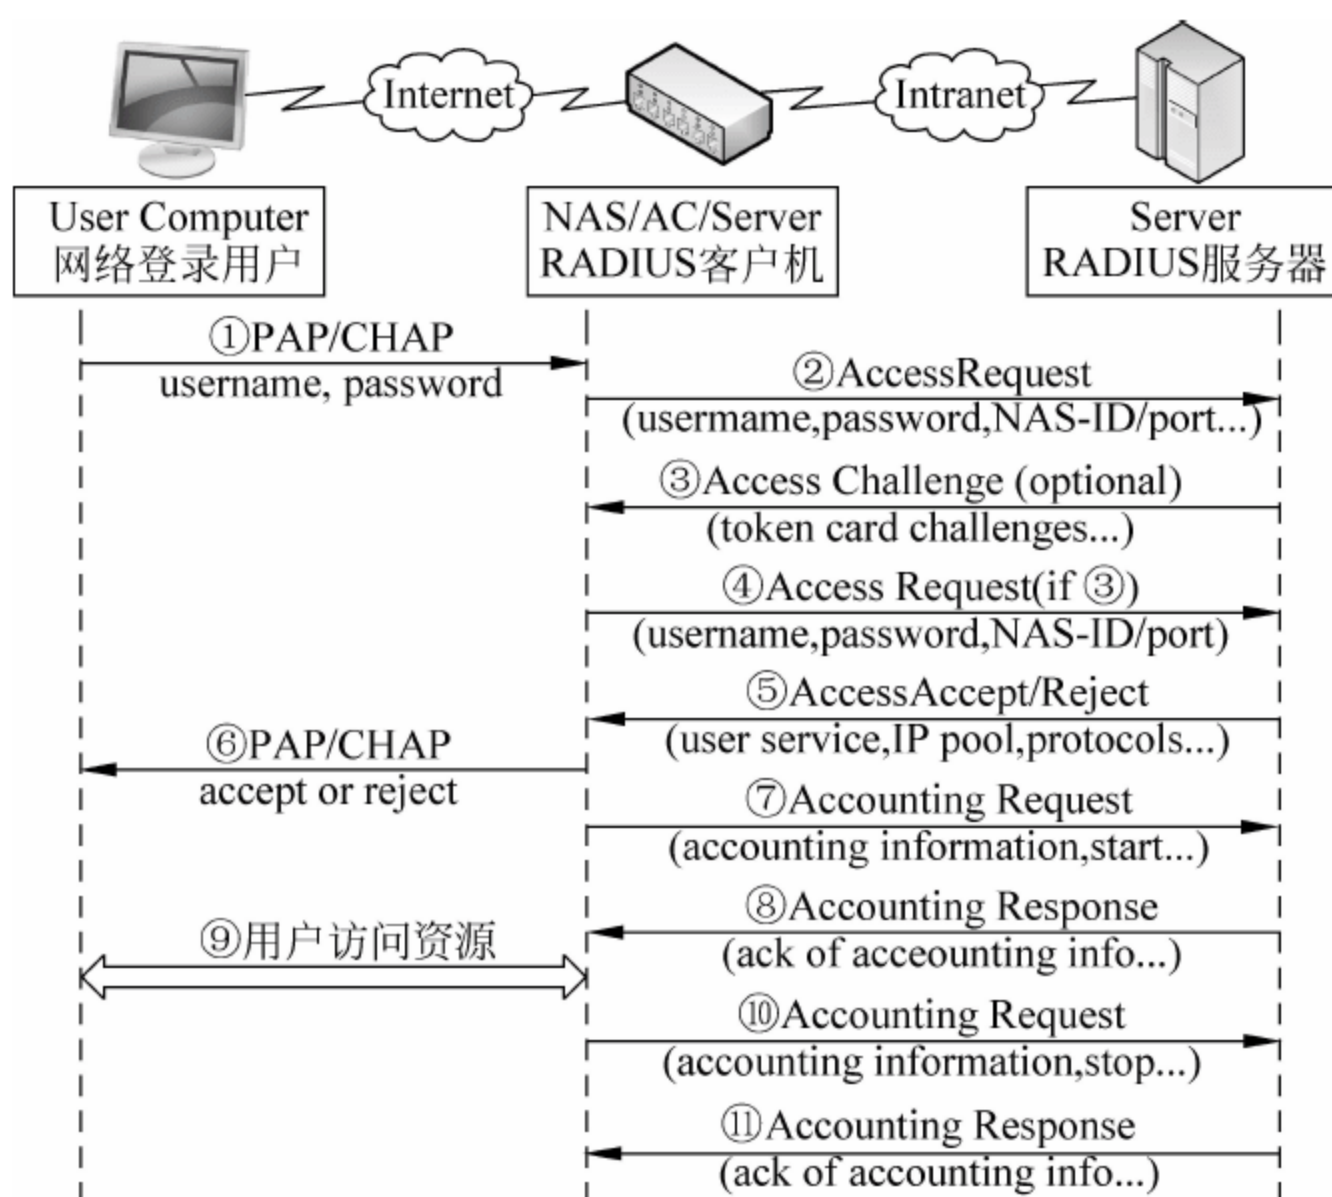 Internet
Intranet
User Computer
网络登录用户
NAS/AC/Server
RADIUS客户机
Server
RADIUS服务器
①PAP/CHAP
username, password
②AccessRequest
(usermame,password,NAS-ID/port...)
③Access Challenge (optional)
(token card challenges...)
④Access Request(if ③)
(username,password,NAS-ID/port)
⑤AccessAccept/Reject
(user service,IP pool,protocols...)
⑥PAP/CHAP
accept or reject
⑦Accounting Request
(accounting information,start...)
⑧Accounting Response
(ack of acceounting info...)
⑨用户访问资源
⑩Accounting Request
(accounting information,stop...)
⑪Accounting Response
(ack of accounting info...)